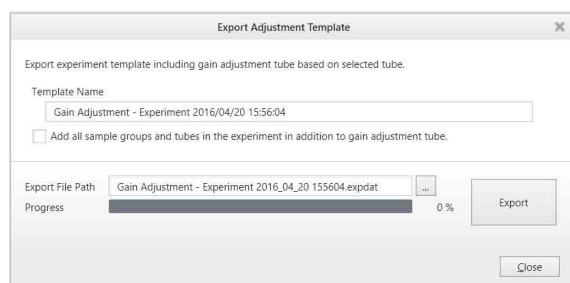 Export Adjustment Template
Export experiment template including gain adjustment tube based on selected tube.
Template Name
Gain Adjustment - Experiment 2016/04/20 15:56:04
Add all sample groups and tubes in the experiment in addition to gain adjustment tube.
Export File Path Gain Adjustment - Experiment 2016_04_20 155604.expdat ...
Progress 0 % Export
Close